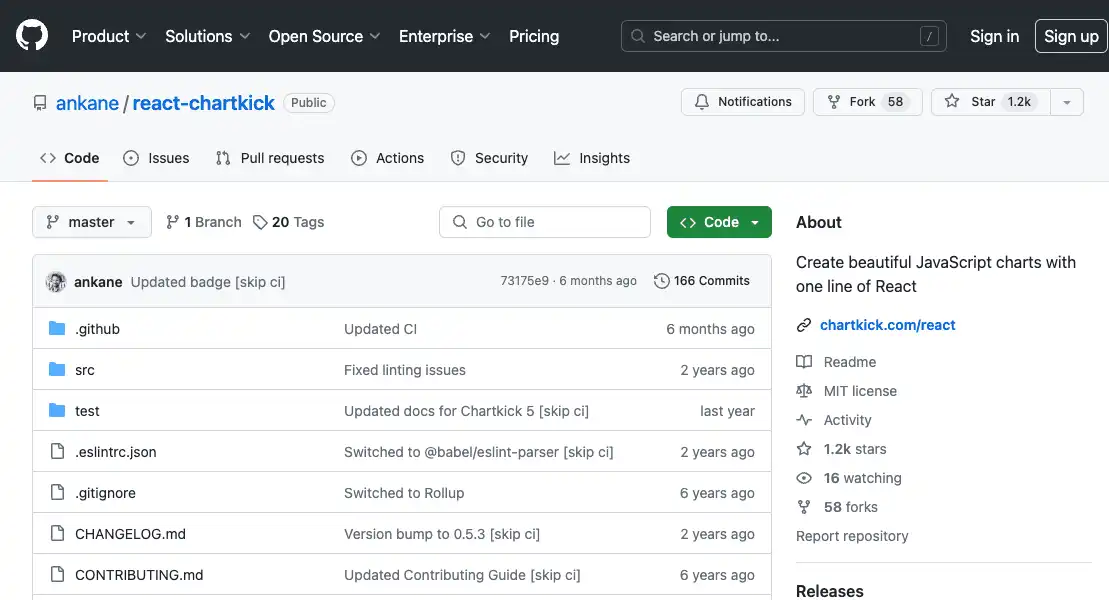 Product Solutions Open Source Enterprise Pricing Search or jump to... / Sign in Sign up
ankane / react-chartkick Public Notifications Fork 58 Star 1.2k
Code Issues Pull requests Actions Security Insights
master 1 Branch 20 Tags Go to file Code
ankane Updated badge [skip ci] 73175e9 · 6 months ago 166 Commits
.github Updated CI 6 months ago
src Fixed linting issues 2 years ago
test Updated docs for Chartkick 5 [skip ci] last year
.eslintrc.json Switched to @babel/eslint-parser [skip ci] 2 years ago
.gitignore Switched to Rollup 6 years ago
CHANGELOG.md Version bump to 0.5.3 [skip ci] 2 years ago
CONTRIBUTING.md Updated Contributing Guide [skip ci] 6 years ago
About
Create beautiful JavaScript charts with
one line of React
chartkick.com/react
Readme
MIT license
Activity
1.2k stars
16 watching
58 forks
Report repository
Releases